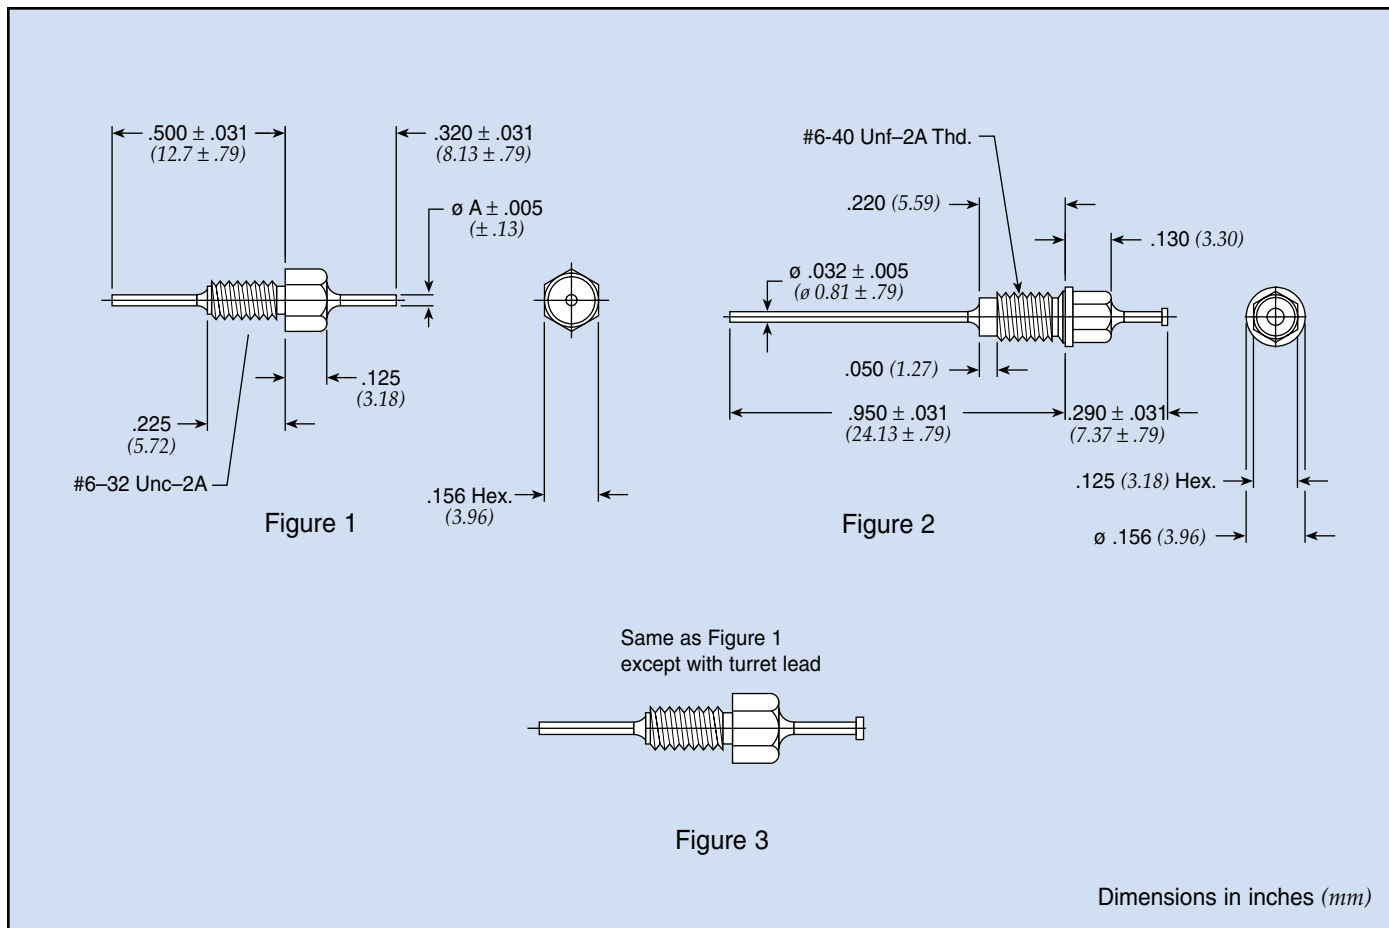 .500 ± .031
(12.7 ± .79)
.320 ± .031
(8.13 ± .79)
ø A ± .005
(± .13)
.125
(3.18)
.225
(5.72)
#6–32 Unc–2A
.156 Hex.
(3.96)
Figure 1
#6-40 Unf–2A Thd.
.220 (5.59)
.130 (3.30)
ø .032 ± .005
(ø 0.81 ± .79)
.050 (1.27)
.950 ± .031
(24.13 ± .79)
.290 ± .031
(7.37 ± .79)
.125 (3.18) Hex.
ø .156 (3.96)
Figure 2
Same as Figure 1
except with turret lead
Figure 3
Dimensions in inches (mm)